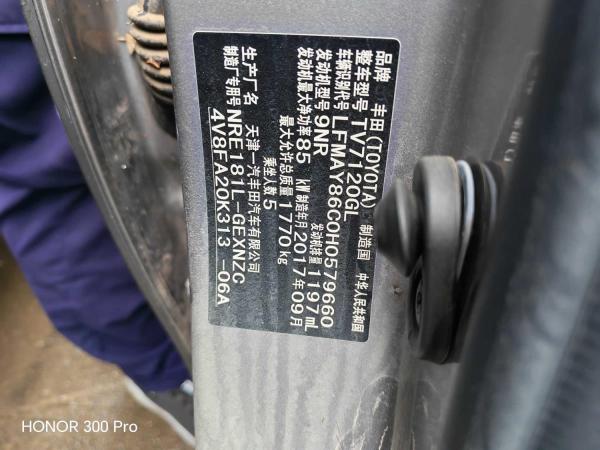 品牌 丰田(TOYOTA) 制造国 中华人民共和国
整车型号 TV7120GL
车辆识别代号 LFMAY86C0H0579660
发动机型号 9NR 发动机排量 1197 mL
发动机最大净功率 85 kW 制造年月 2017年09月
最大允许总质量 1770 kg
乘坐人数 5
生产厂名 天津一汽丰田汽车有限公司
制造厂专用号 NRE181L-GEXNZC
4V8FA20K313 -06A
HONOR 300 Pro